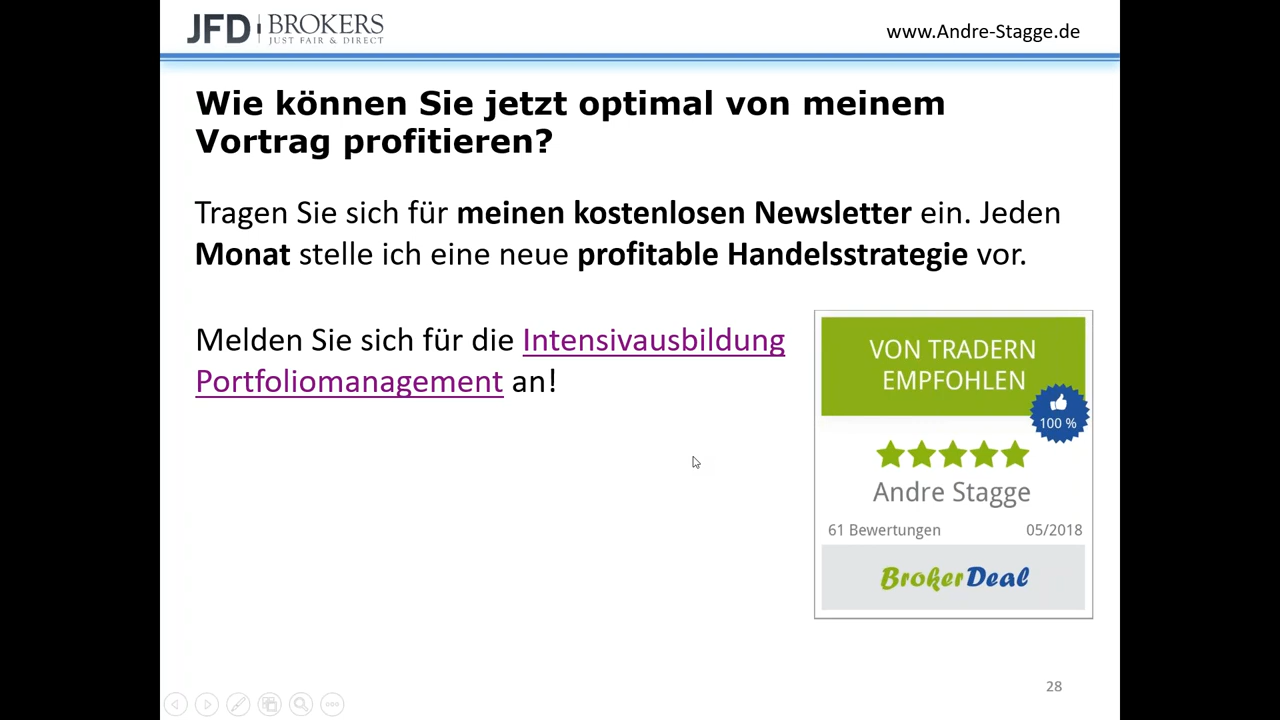 JFD BROKERS
JUST FAIR & DIRECT
www.Andre-Stagge.de
Wie können Sie jetzt optimal von meinem
Vortrag profitieren?
Tragen Sie sich für meinen kostenlosen Newsletter ein. Jeden
Monat stelle ich eine neue profitable Handelsstrategie vor.
Melden Sie sich für die Intensivausbildung
Portfoliomanagement an!
VON TRADERN
EMPFOHLEN
100 %
Andre Stagge
61 Bewertungen 05/2018
BrokerDeal
28